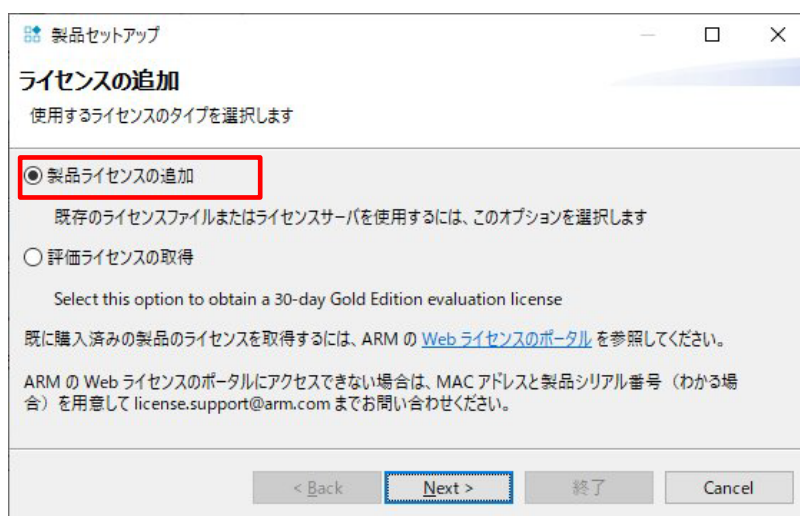 製品セットアップ
ライセンスの追加
使用するライセンスのタイプを選択します
製品ライセンスの追加
既存のライセンスファイルまたはライセンスサーバを使用するには、このオプションを選択します
評価ライセンスの取得
Select this option to obtain a 30-day Gold Edition evaluation license
既に購入済みの製品のライセンスを取得するには、ARM の Web ライセンスのポータル を参照してください。
ARM の Web ライセンスのポータルにアクセスできない場合は、MAC アドレスと製品シリアル番号（わかる場
合）を用意して license.support@arm.com までお問い合わせください。
< Back Next > 終了 Cancel